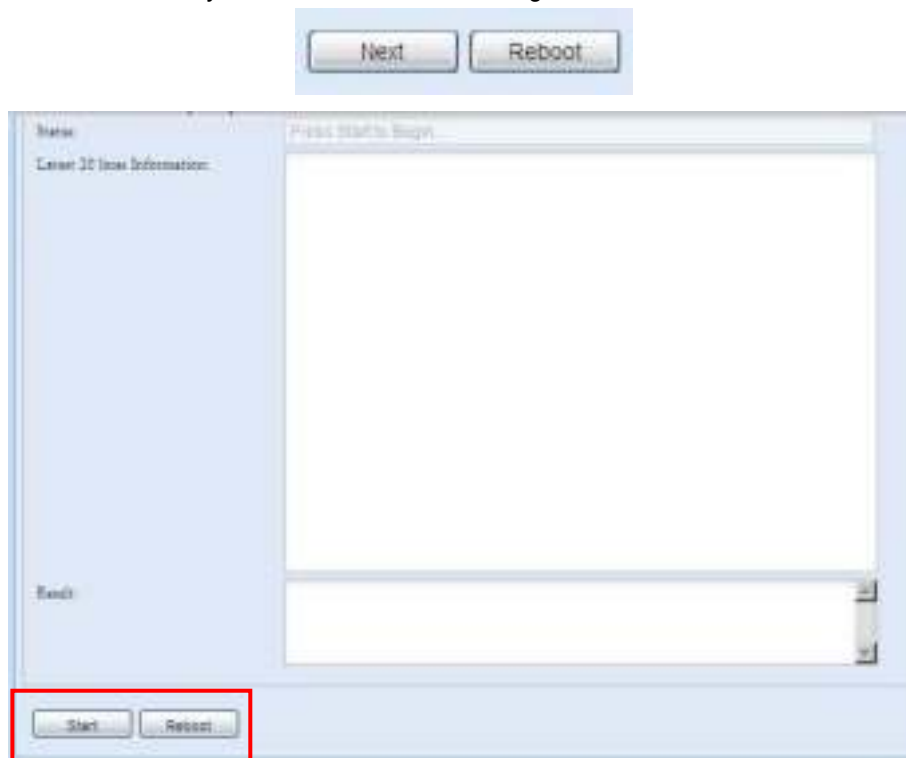 Next Reboot
Status:
Press Start to Begin...
Latest 20 lines Information:
Result:
Start Reboot